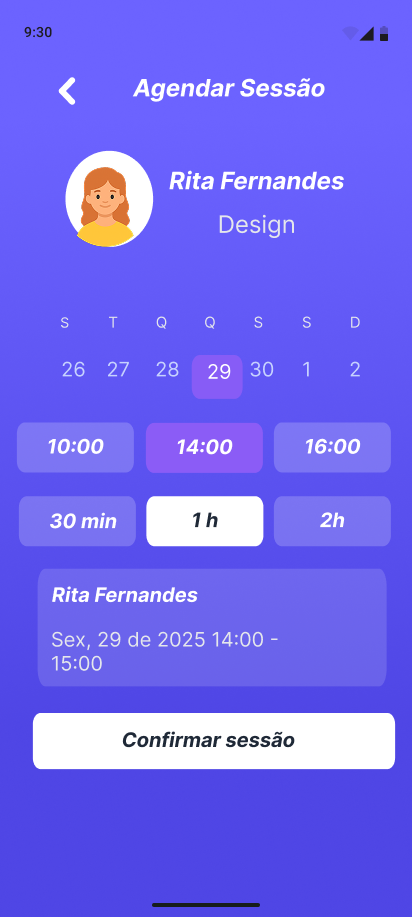 9:30
Agendar Sessão
Rita Fernandes
Design
S T Q Q S S D
26 27 28 29 30 1 2
10:00 14:00 16:00
30 min 1 h 2h
Rita Fernandes
Sex, 29 de 2025 14:00 -
15:00
Confirmar sessão